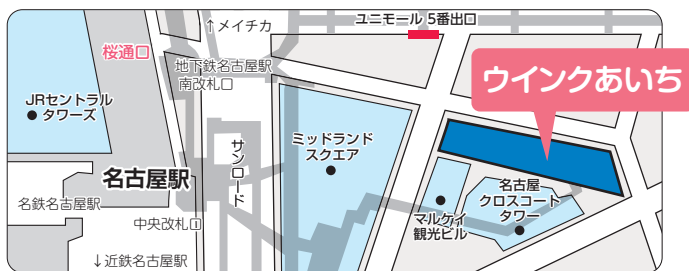 ↑メイチカ
ユニモール 5番出口
桜通口
地下鉄名古屋駅
南改札口
ウインクあいち
JRセントラル
タワーズ
サンロード
ミッドランド
スクエア
名古屋駅
名古屋
クロスコート
タワー
名鉄名古屋駅
マルケイ
観光ビル
中央改札口
↓近鉄名古屋駅